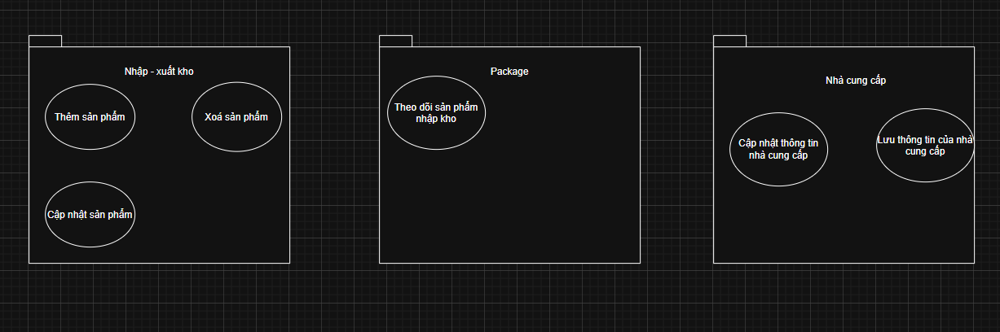 Nhập - xuất kho
Thêm sản phẩm
Xoá sản phẩm
Cập nhật sản phẩm
Package
Theo dõi sản phẩm
nhập kho
Nhà cung cấp
Cập nhật thông tin
nhà cung cấp
Lưu thông tin của nhà
cung cấp